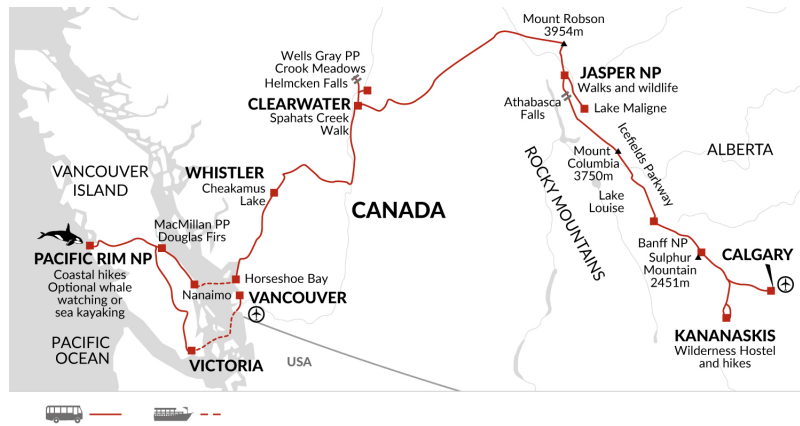 Mount Robson
3954m
Wells Gray PP
Crook Meadows
Helmcken Falls
CLEARWATER
Spahats Creek
Walk
JASPER NP
Walks and wildlife
Athabasca
Falls
Lake Maligne
Icefields Parkway
Mount
Columbia
3750m
ALBERTA
ROCKY MOUNTAINS
Lake
Louise
VANCOUVER
ISLAND
WHISTLER
Cheakamus
Lake
CANADA
MacMillan PP
Douglas Firs
PACIFIC RIM NP
Coastal hikes
Optional whale
watching or
sea kayaking
Banff NP
Sulphur
Mountain
2451m
CALGARY
Horseshoe Bay
Nanaimo
VANCOUVER
PACIFIC
OCEAN
VICTORIA
USA
KANANASKIS
Wilderness Hostel
and hikes